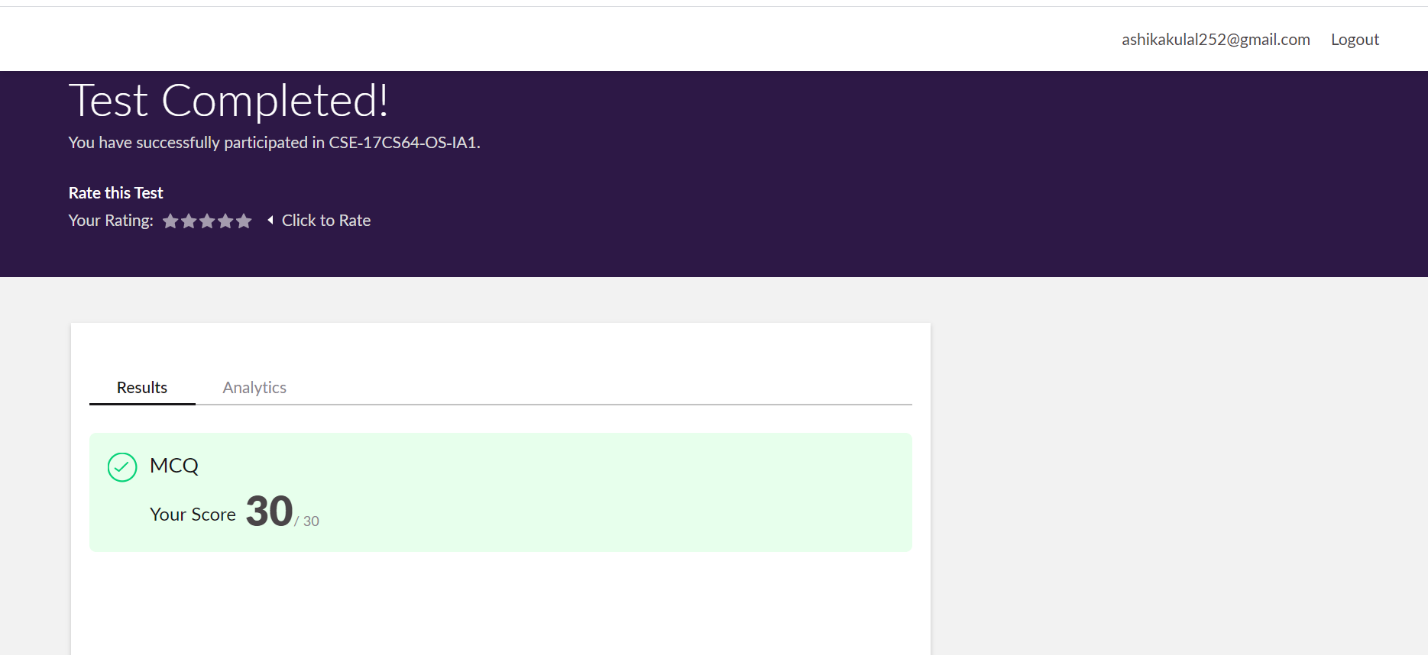 ashikakulal252@gmail.com Logout
Test Completed!
You have successfully participated in CSE-17CS64-OS-IA1.
Rate this Test
Your Rating: Click to Rate
Results Analytics
MCQ
Your Score 30 / 30